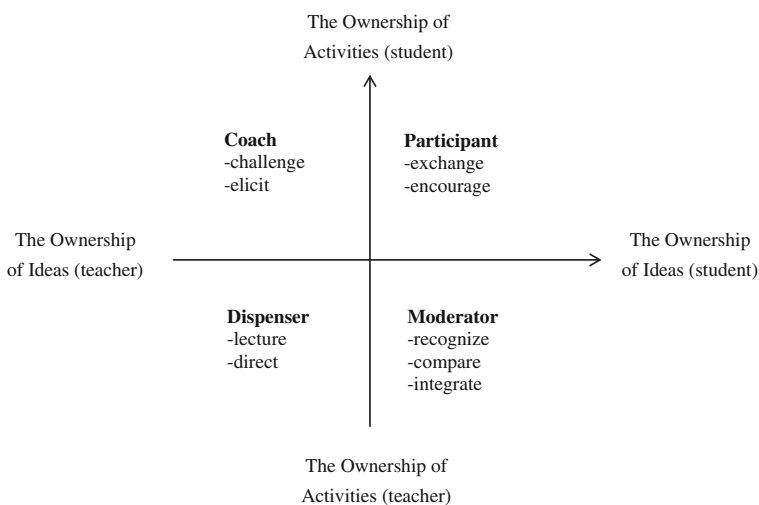 The Ownership of
Activities (student)
Coach
-challenge
-elicit
Participant
-exchange
-encourage
The Ownership
of Ideas (teacher)
The Ownership
of Ideas (student)
Dispenser
-lecture
-direct
Moderator
-recognize
-compare
-integrate
The Ownership of
Activities (teacher)